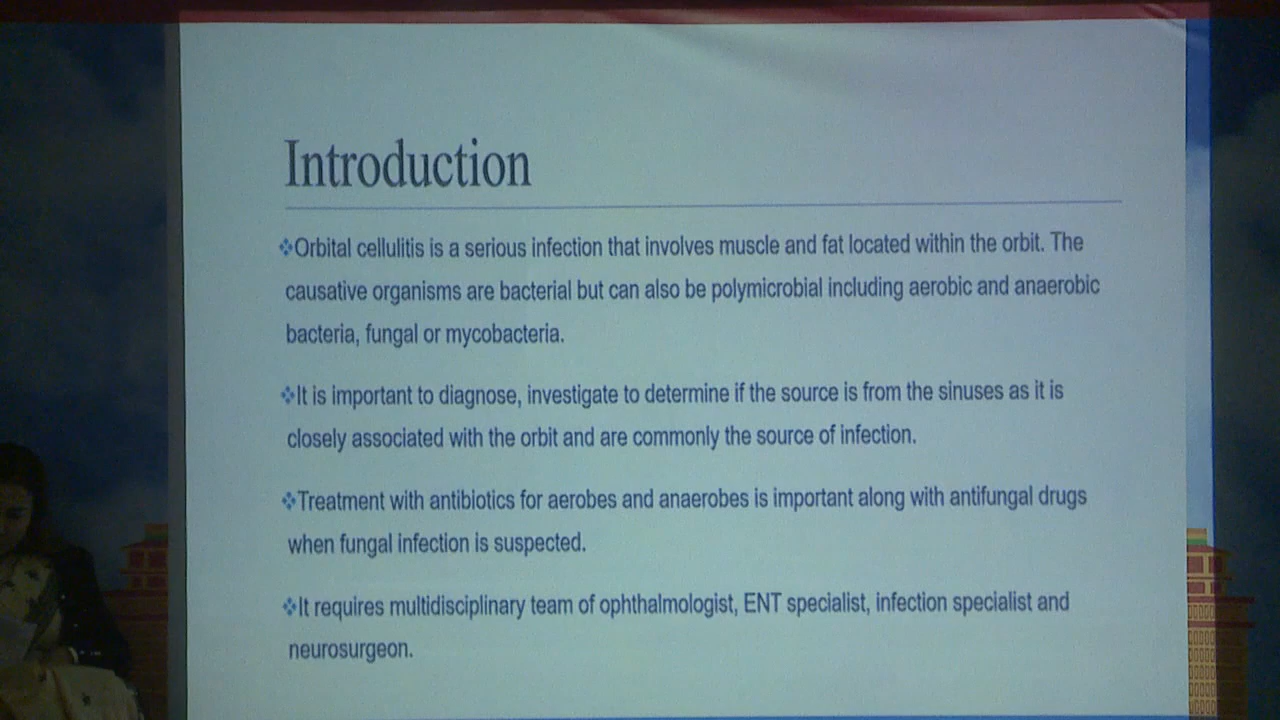 Introduction
❖Orbital cellulitis is a serious infection that involves muscle and fat located within the orbit. The
causative organisms are bacterial but can also be polymicrobial including aerobic and anaerobic
bacteria, fungal or mycobacteria.
❖It is important to diagnose, investigate to determine if the source is from the sinuses as it is
closely associated with the orbit and are commonly the source of infection.
❖Treatment with antibiotics for aerobes and anaerobes is important along with antifungal drugs
when fungal infection is suspected.
❖It requires multidisciplinary team of ophthalmologist, ENT specialist, infection specialist and
neurosurgeon.